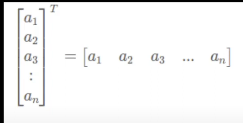 [a₁
a₂
a₃
:
aₙ]ᵀ = [a₁ a₂ a₃ ... aₙ]